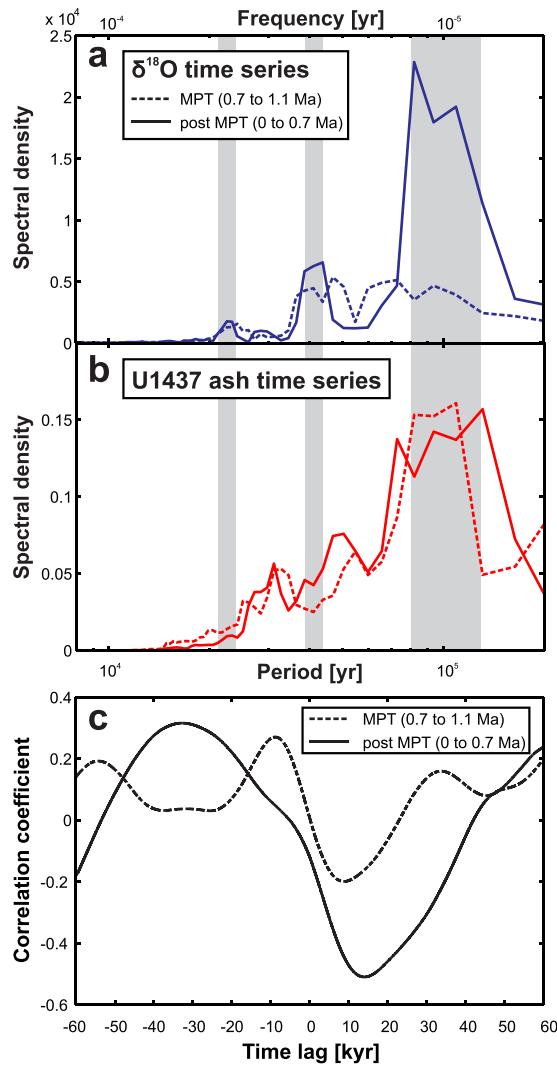 Frequency [yr]
x 10⁴ 10⁻⁴ 10⁻⁵
a
δ¹⁸O time series
MPT (0.7 to 1.1 Ma)
post MPT (0 to 0.7 Ma)
Spectral density
2.5
2
1.5
1
0.5
0
b
U1437 ash time series
Spectral density
0.15
0.1
0.05
0
10⁴ 10⁵
Period [yr]
c
MPT (0.7 to 1.1 Ma)
post MPT (0 to 0.7 Ma)
Correlation coefficient
0.4
0.2
0
-0.2
-0.4
-0.6
-60 -50 -40 -30 -20 -10 0 10 20 30 40 50 60
Time lag [kyr]